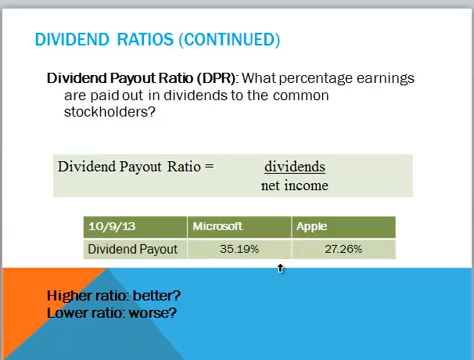 DIVIDEND RATIOS (CONTINUED)
Dividend Payout Ratio (DPR): What percentage earnings
are paid out in dividends to the common
stockholders?
Dividend Payout Ratio = dividends
net income
10/9/13 Microsoft Apple
Dividend Payout 35.19% 27.26%
Higher ratio: better?
Lower ratio: worse?